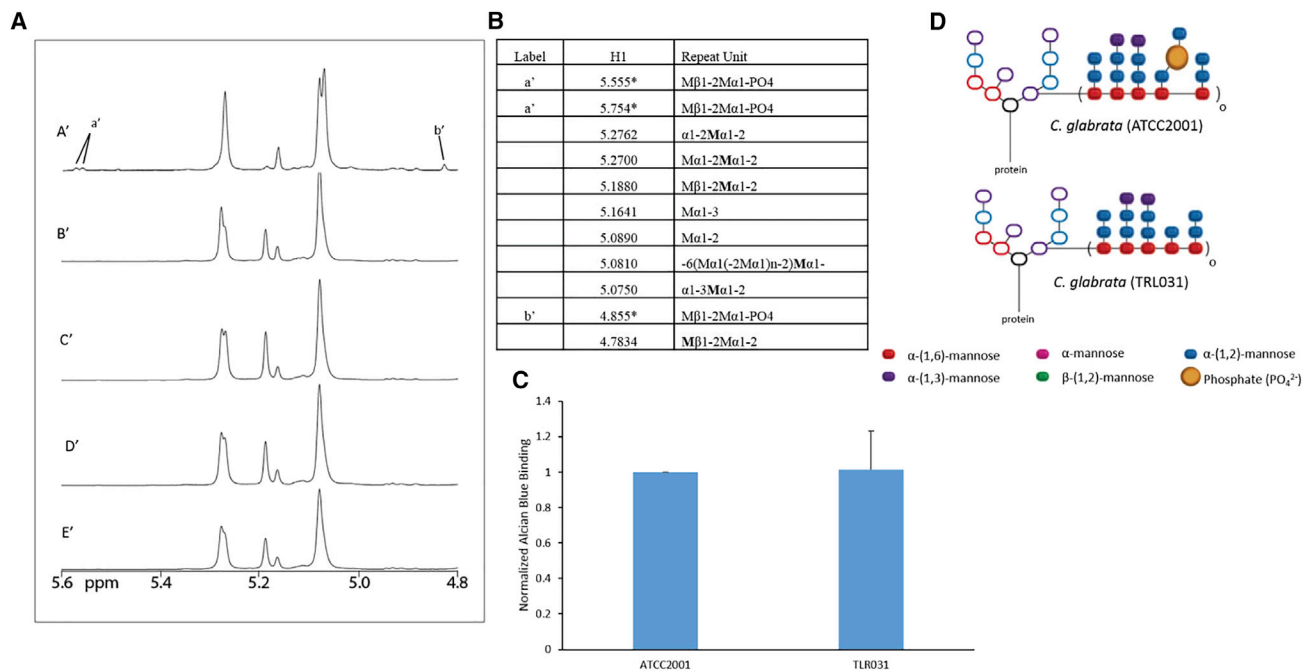 A
A'
a'
b'
B'
C'
D'
E'
5.6 ppm 5.4 5.2 5.0 4.8
B
Label H1 Repeat Unit
a' 5.555* Mβ1-2Mα1-PO4
a' 5.754* Mβ1-2Mα1-PO4
5.2762 α1-2Mα1-2
5.2700 Mα1-2Mα1-2
5.1880 Mβ1-2Mα1-2
5.1641 Mα1-3
5.0890 Mα1-2
5.0810 -6(Mα1(-2Mα1)n-2)Mα1-
5.0750 α1-3Mα1-2
b' 4.855* Mβ1-2Mα1-PO4
4.7834 Mβ1-2Mα1-2
C
Normalized Alcian Blue Binding
1.4
1.2
1
0.8
0.6
0.4
0.2
0
ATCC2001 TLR031
D
( ) o
C. glabrata (ATCC2001)
protein
( ) o
C. glabrata (TRL031)
protein
α-(1,6)-mannose α-mannose α-(1,2)-mannose
α-(1,3)-mannose β-(1,2)-mannose Phosphate (PO₄²⁻)